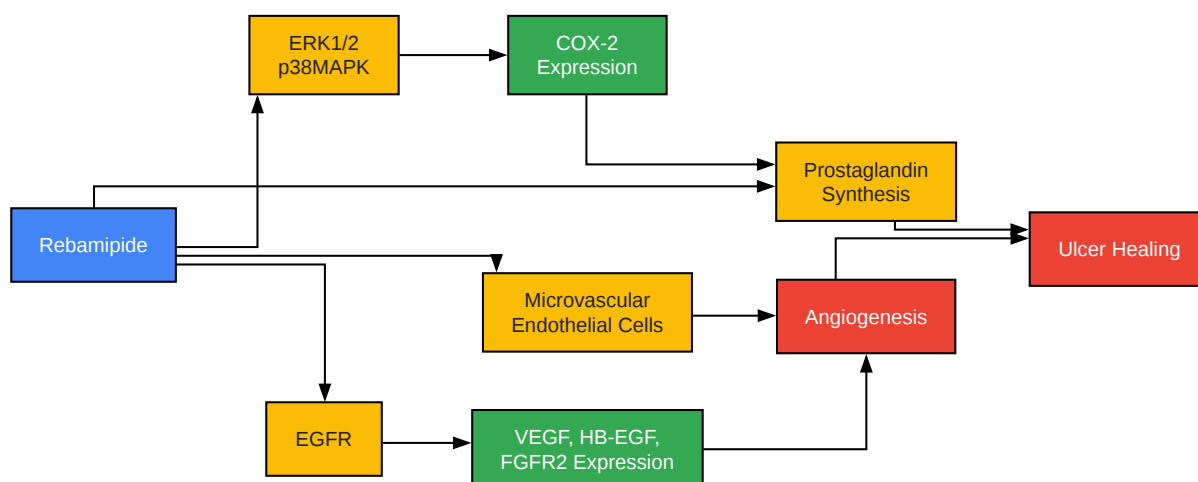 ERK1/2
p38MAPK
COX-2
Expression
Prostaglandin
Synthesis
Rebamipide
Ulcer Healing
Microvascular
Endothelial Cells
Angiogenesis
EGFR
VEGF, HB-EGF,
FGFR2 Expression